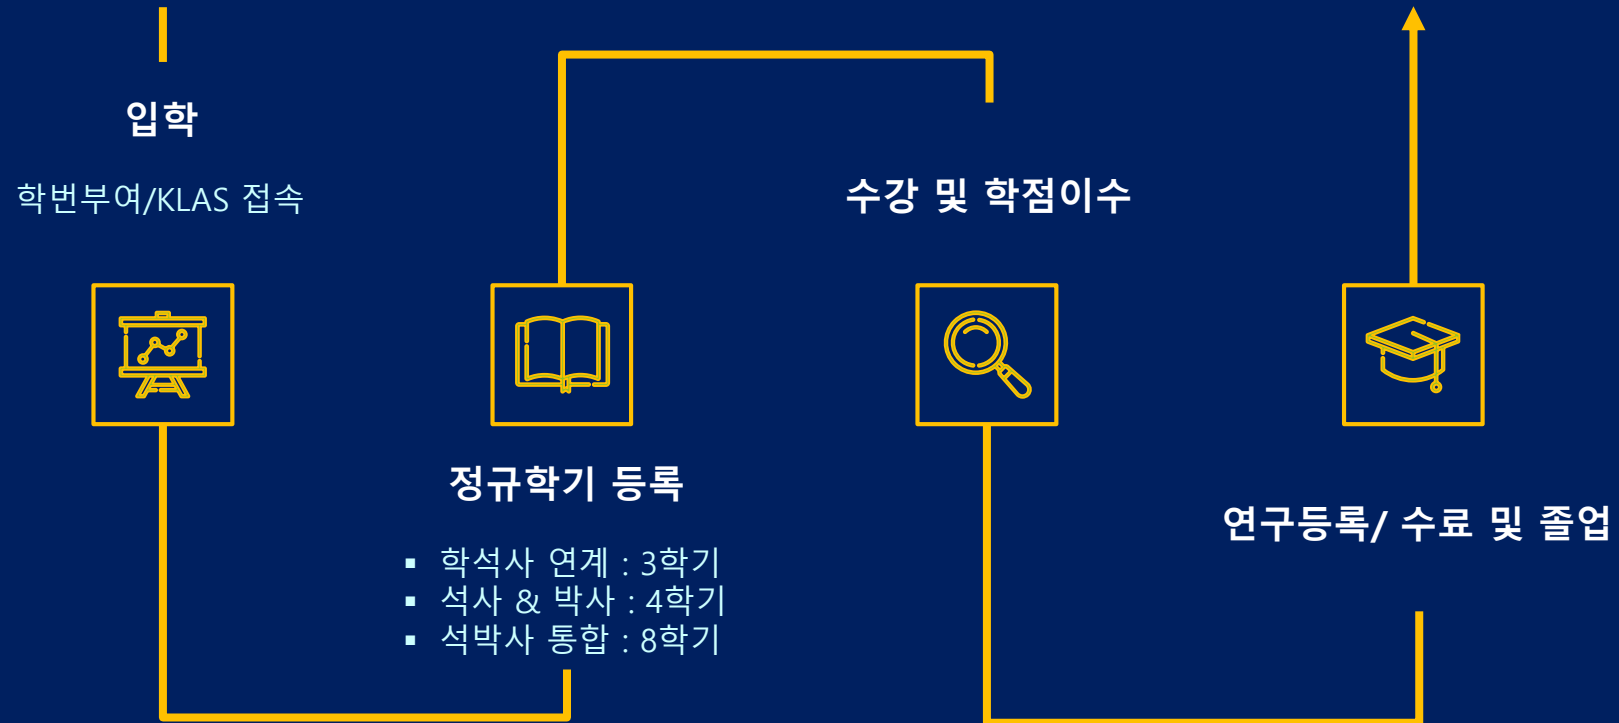 입학
학번부여/KLAS 접속
정규학기 등록
▪ 학석사 연계 : 3학기
▪ 석사 & 박사 : 4학기
▪ 석박사 통합 : 8학기
수강 및 학점이수
연구등록/ 수료 및 졸업